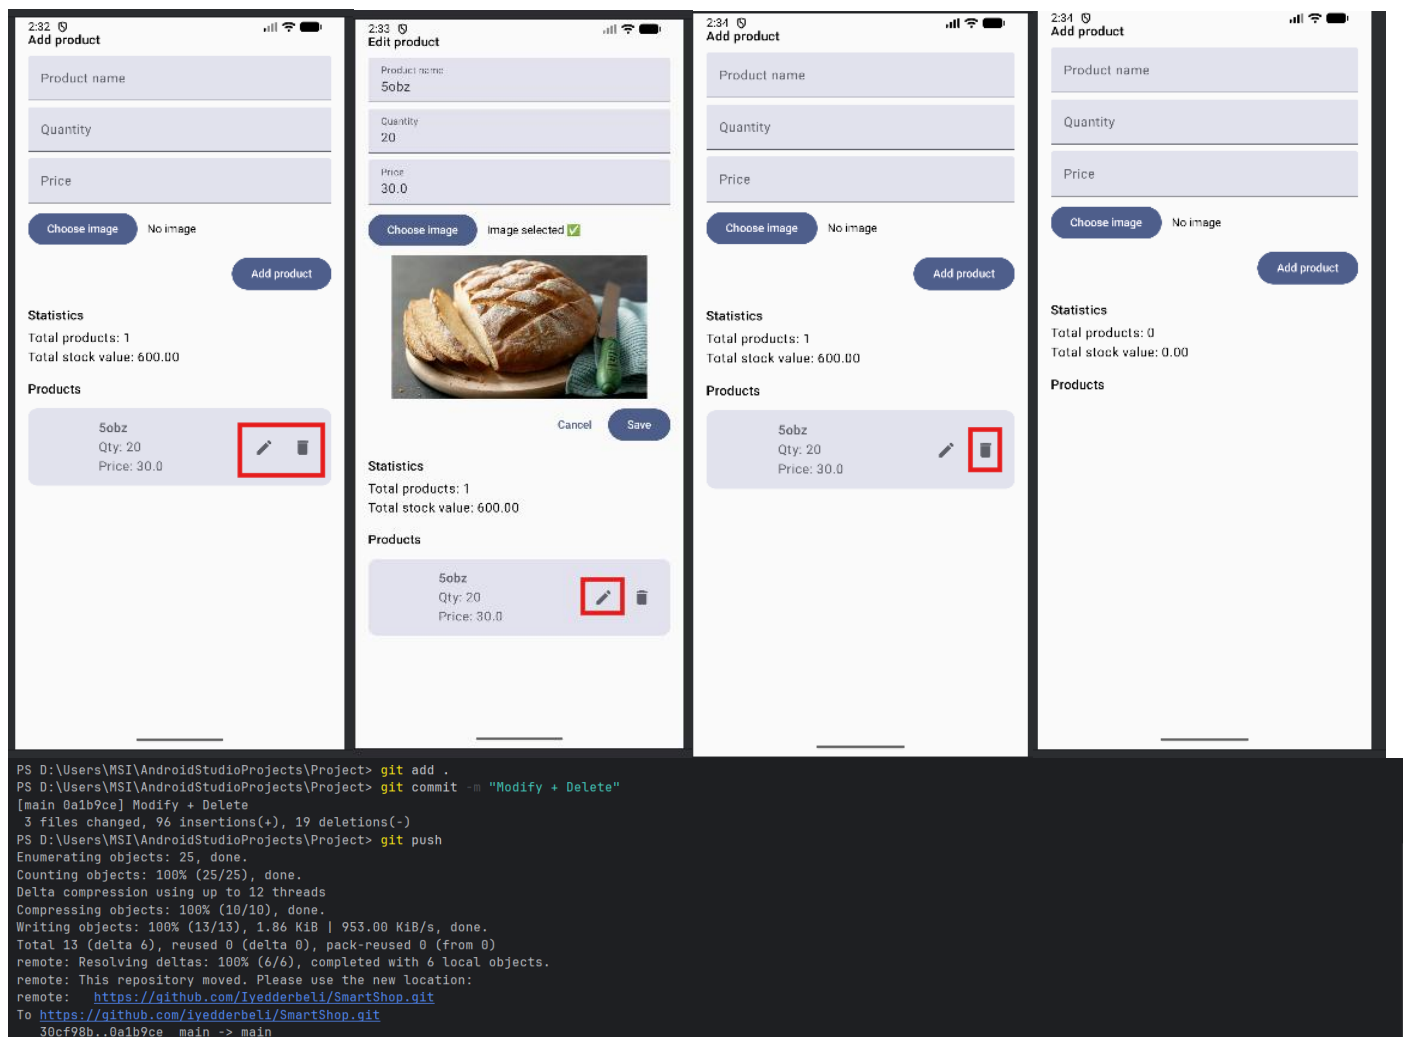 2:32
Add product
Product name
Quantity
Price
Choose image No image
Add product
Statistics
Total products: 1
Total stock value: 600.00
Products
5obz
Qty: 20
Price: 30.0
2:33
Edit product
Product name
5obz
Quantity
20
Price
30.0
Choose image Image selected ✅
Cancel Save
Statistics
Total products: 1
Total stock value: 600.00
Products
5obz
Qty: 20
Price: 30.0
2:34
Add product
Product name
Quantity
Price
Choose image No image
Add product
Statistics
Total products: 1
Total stock value: 600.00
Products
5obz
Qty: 20
Price: 30.0
2:34
Add product
Product name
Quantity
Price
Choose image No image
Add product
Statistics
Total products: 0
Total stock value: 0.00
Products
PS D:\Users\MSI\AndroidStudioProjects\Project> git add .
PS D:\Users\MSI\AndroidStudioProjects\Project> git commit -m "Modify + Delete"
[main 0a1b9ce] Modify + Delete
 3 files changed, 96 insertions(+), 19 deletions(-)
PS D:\Users\MSI\AndroidStudioProjects\Project> git push
Enumerating objects: 25, done.
Counting objects: 100% (25/25), done.
Delta compression using up to 12 threads
Compressing objects: 100% (10/10), done.
Writing objects: 100% (13/13), 1.86 KiB | 953.00 KiB/s, done.
Total 13 (delta 6), reused 0 (delta 0), pack-reused 0 (from 0)
remote: Resolving deltas: 100% (6/6), completed with 6 local objects.
remote: This repository moved. Please use the new location:
remote:   https://github.com/Iyedderbeli/SmartShop.git
To https://github.com/iyedderbeli/SmartShop.git
   30cf98b..0a1b9ce  main -> main